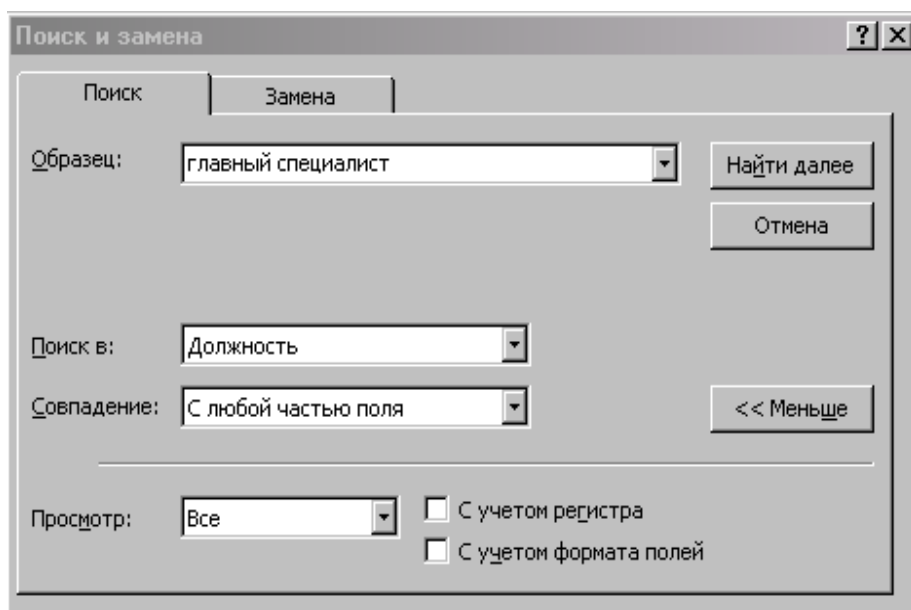 Поиск и замена
Поиск Замена
Образец: главный специалист Найти далее
Отмена
Поиск в: Должность
Совпадение: С любой частью поля << Меньше
Просмотр: Все С учетом регистра
С учетом формата полей